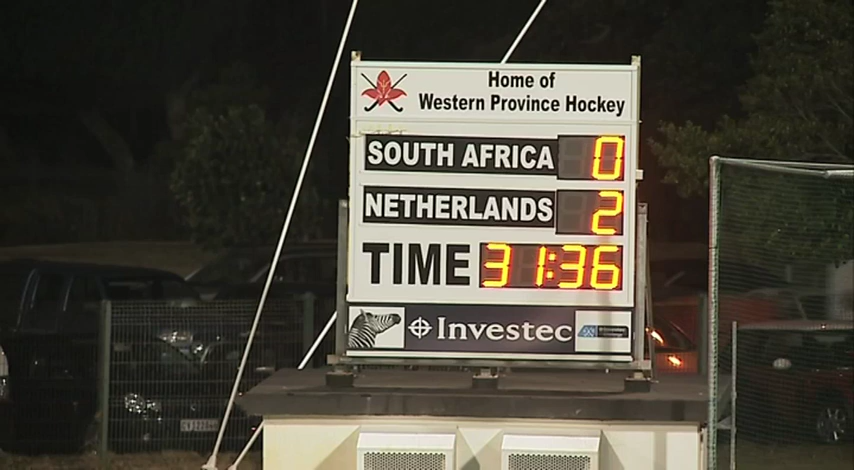 Home of
Western Province Hockey
SOUTH AFRICA 0
NETHERLANDS 2
TIME 31:36
Investec